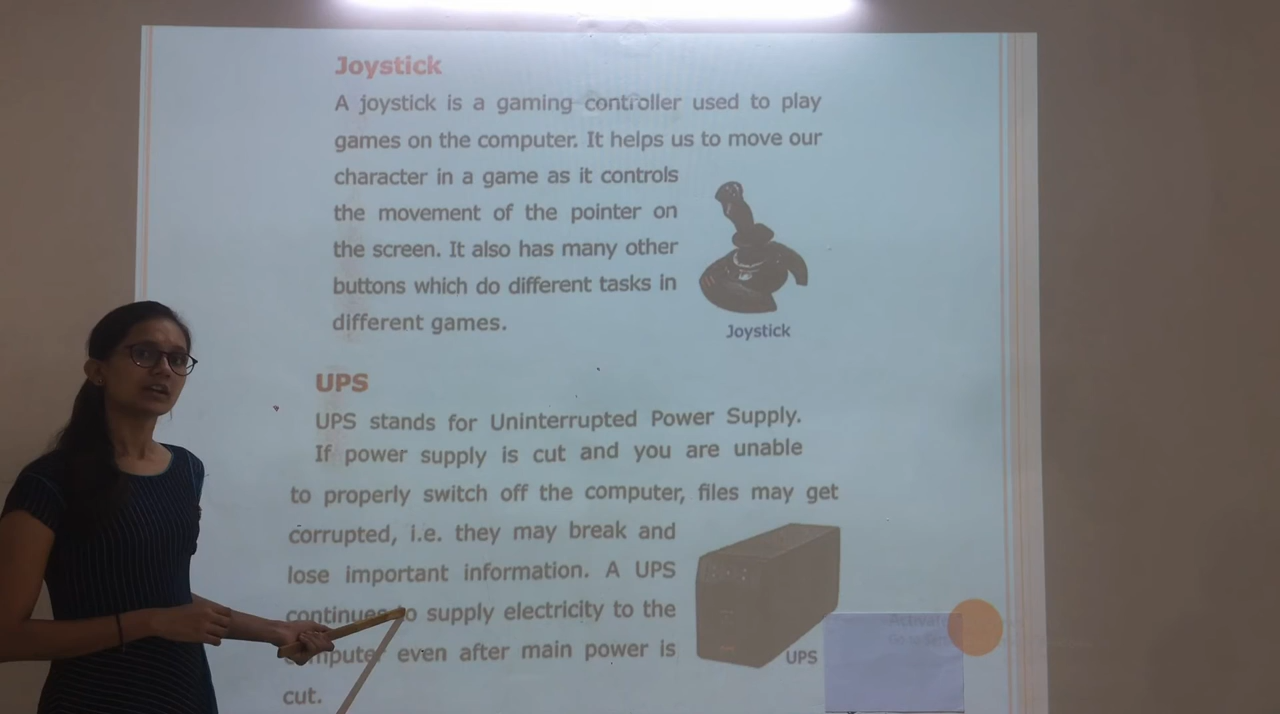 Joystick
A joystick is a gaming controller used to play
games on the computer. It helps us to move our
character in a game as it controls
the movement of the pointer on
the screen. It also has many other
buttons which do different tasks in
different games.
Joystick
UPS
UPS stands for Uninterrupted Power Supply.
If power supply is cut and you are unable
to properly switch off the computer, files may get
corrupted, i.e. they may break and
lose important information. A UPS
continues to supply electricity to the
computer even after main power is
cut.
UPS
Activate